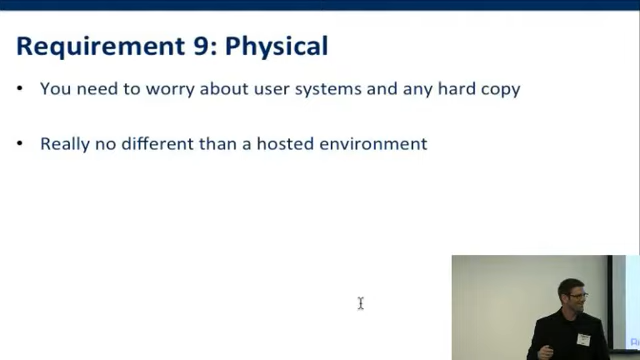 Requirement 9: Physical
• You need to worry about user systems and any hard copy
• Really no different than a hosted environment